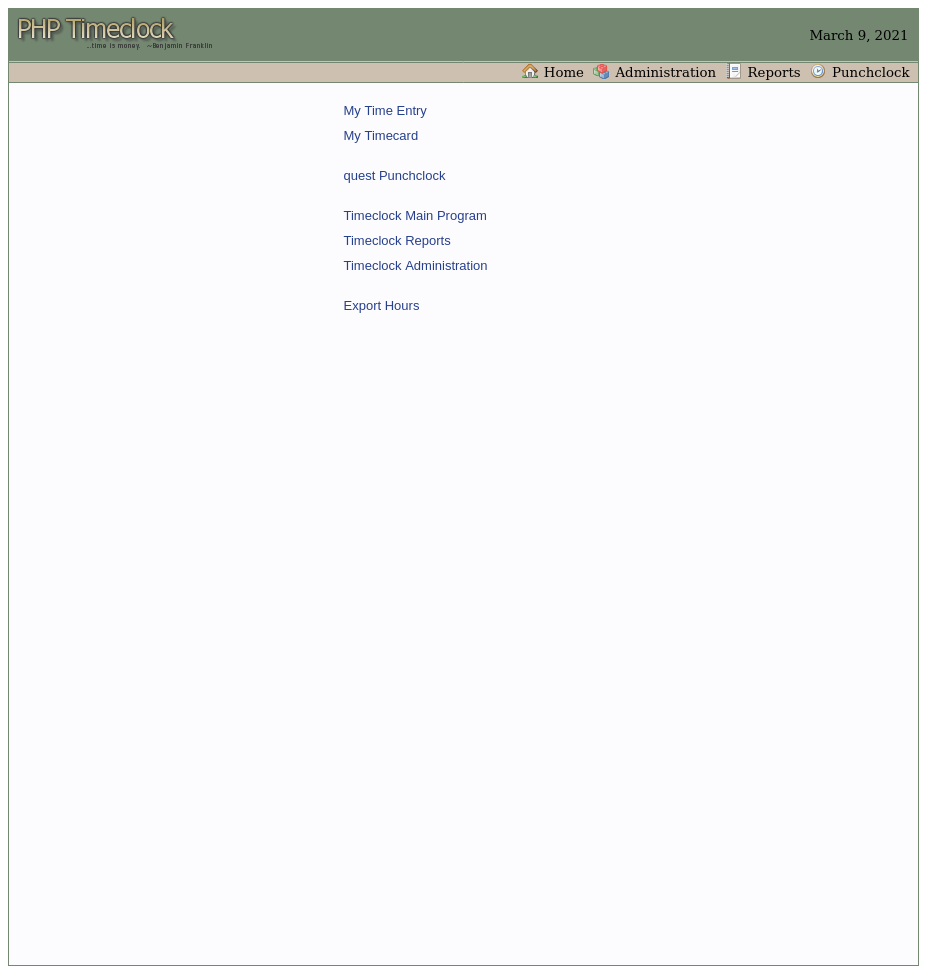 PHP Timeclock
...time is money. —Benjamin Franklin
March 9, 2021
Home Administration Reports Punchclock
My Time Entry
My Timecard
quest Punchclock
Timeclock Main Program
Timeclock Reports
Timeclock Administration
Export Hours